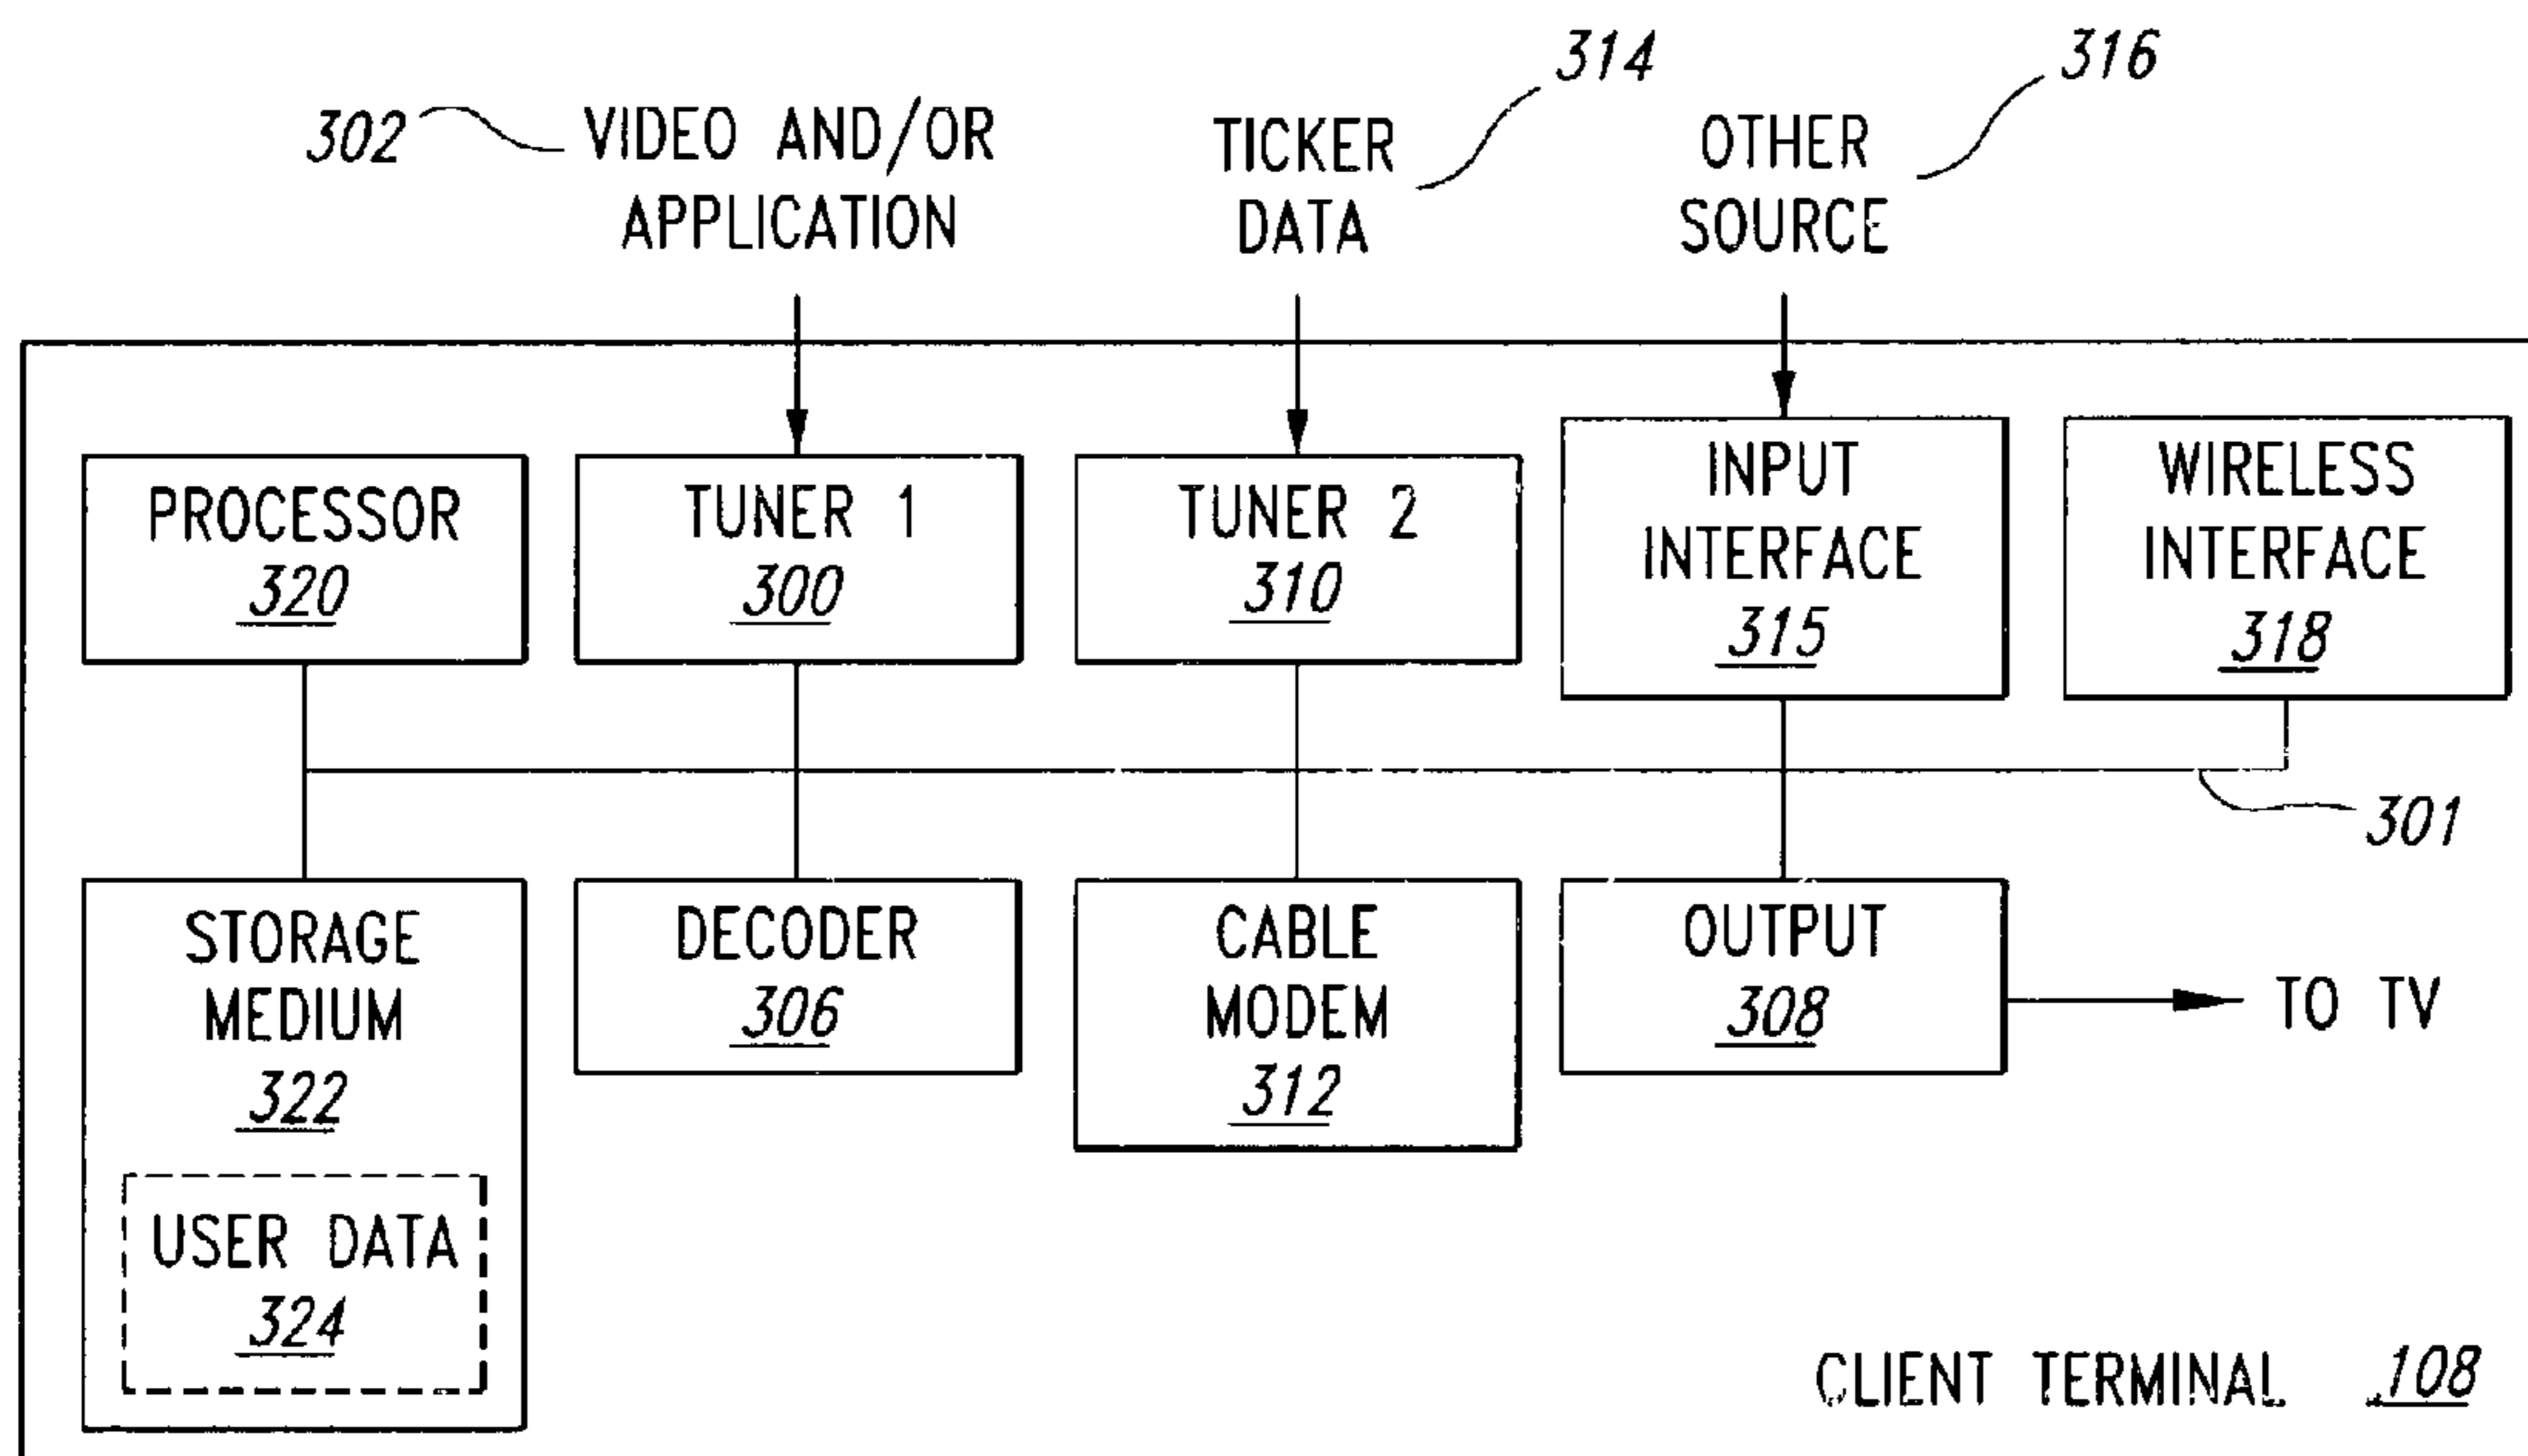 314
316
302
VIDEO AND/OR
APPLICATION
TICKER
DATA
OTHER
SOURCE
PROCESSOR
320
TUNER 1
300
TUNER 2
310
INPUT
INTERFACE
315
WIRELESS
INTERFACE
318
301
STORAGE
MEDIUM
322
USER DATA
324
DECODER
306
CABLE
MODEM
312
OUTPUT
308
TO TV
CLIENT TERMINAL 108